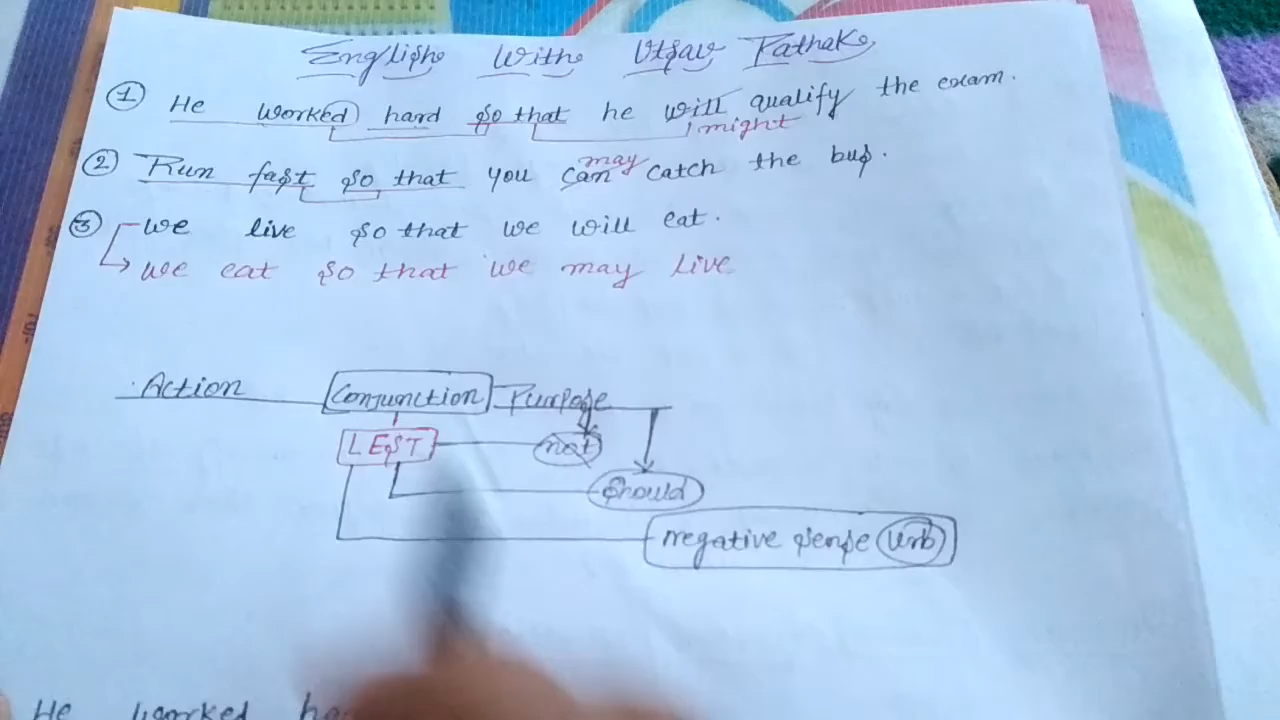 English With Utsav Pathak
① He worked hard so that he will qualify the exam.
might
② Run fast so that you can catch the bus.
may
③ we live so that we will eat.
we eat so that we may live
Action Conjunction Purpose
LEST not
should
negative sense verb
He worked